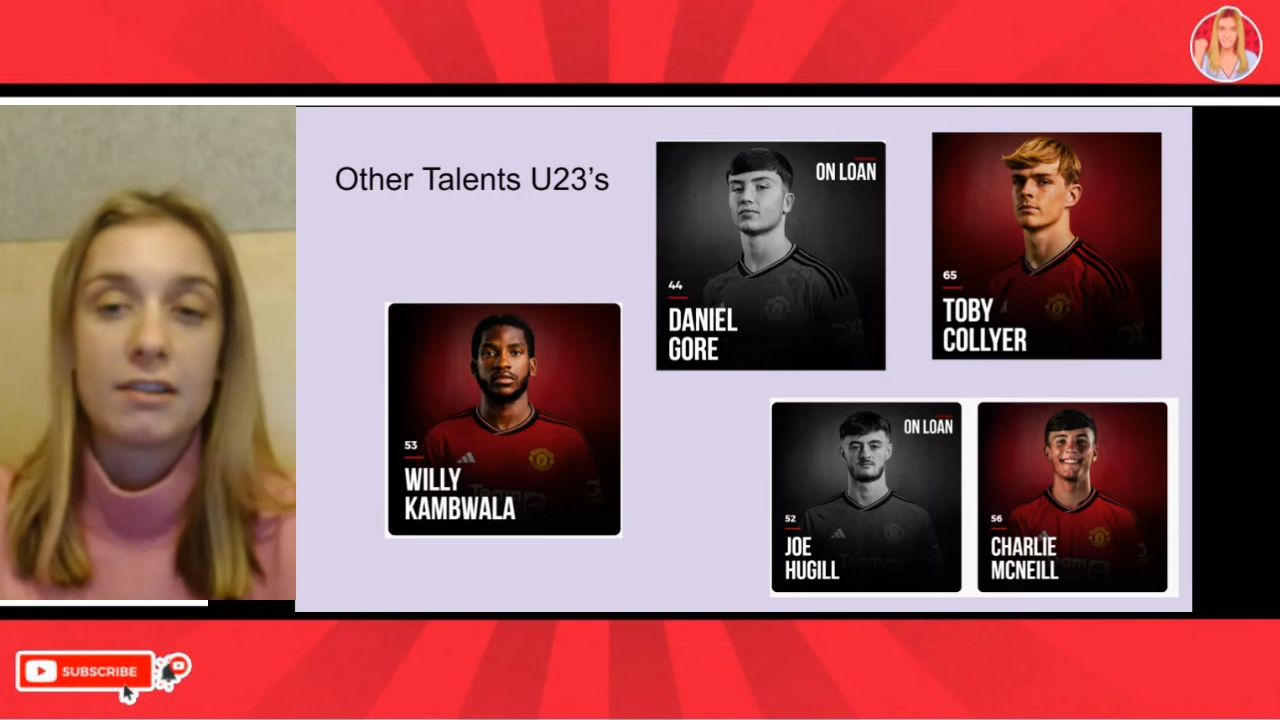 Other Talents U23's
ON LOAN
44
DANIEL
GORE
65
TOBY
COLLYER
53
WILLY
KAMBWALA
ON LOAN
52
JOE
HUGILL
56
CHARLIE
MCNEILL
SUBSCRIBE